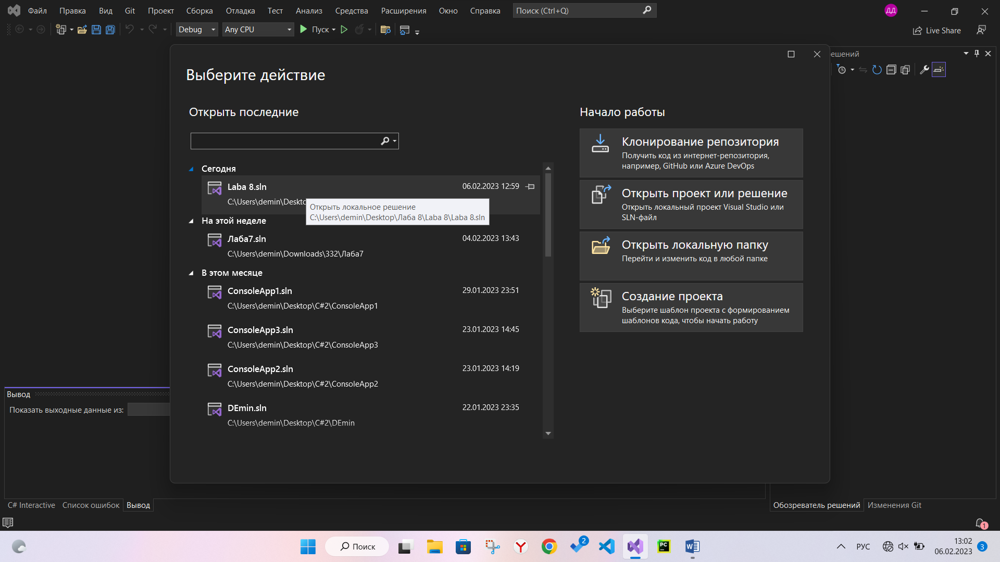 Файл Правка Вид Git Проект Сборка Отладка Тест Анализ Средства Расширения Окно Справка Поиск (Ctrl+Q) ДД
Debug Any CPU Пуск Live Share
ешений
Выберите действие
Открыть последние
Сегодня
Laba 8.sln 06.02.2023 12:59
C:\Users\demin\Deskto
Открыть локальное решение
C:\Users\demin\Desktop\Лаба 8\Laba 8\Laba 8.sln
На этой неделе
Лаба7.sln 04.02.2023 13:43
C:\Users\demin\Downloads\332\Лаба7
В этом месяце
ConsoleApp1.sln 29.01.2023 23:51
C:\Users\demin\Desktop\C#2\ConsoleApp1
ConsoleApp3.sln 23.01.2023 14:45
C:\Users\demin\Desktop\C#2\ConsoleApp3
ConsoleApp2.sln 23.01.2023 14:19
C:\Users\demin\Desktop\C#2\ConsoleApp2
DEmin.sln 22.01.2023 23:35
C:\Users\demin\Desktop\C#2\DEmin
Начало работы
Клонирование репозитория
Получить код из интернет-репозитория,
например, GitHub или Azure DevOps
Открыть проект или решение
Открыть локальный проект Visual Studio или
SLN-файл
Открыть локальную папку
Перейти и изменить код в любой папке
Создание проекта
Выберите шаблон проекта с формированием
шаблонов кода, чтобы начать работу
Вывод
Показать выходные данные из:
C# Interactive Список ошибок Вывод
Обозреватель решений Изменения Git
1
Поиск
Y
2
PC
W
РУС
13:02
06.02.2023
3